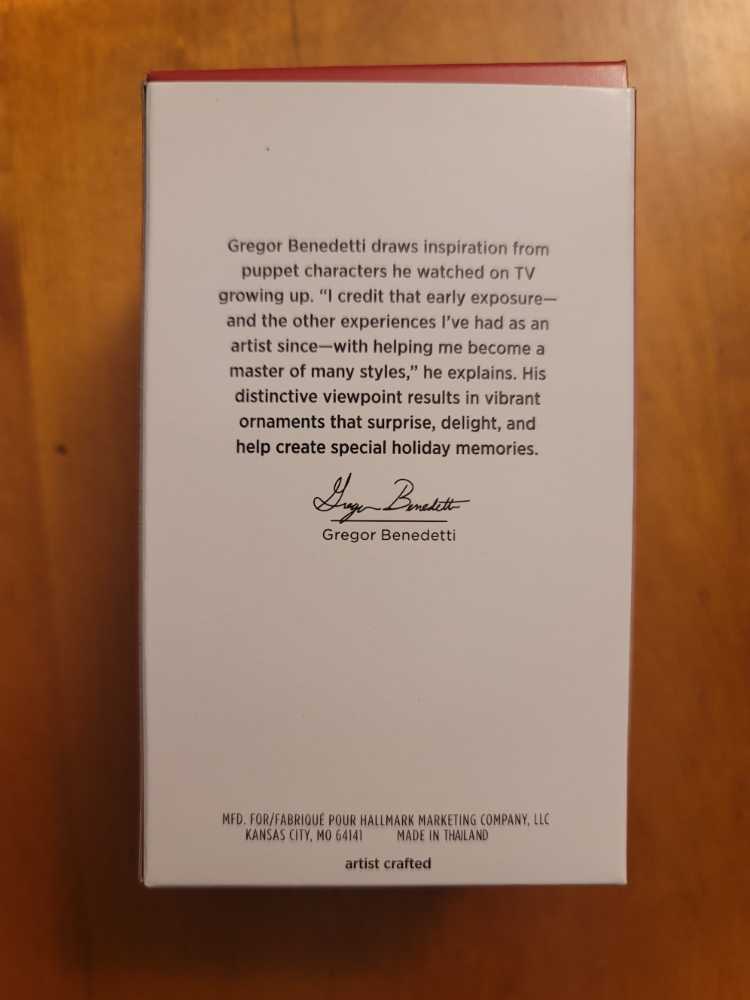 Gregor Benedetti draws inspiration from
puppet characters he watched on TV
growing up. “I credit that early exposure—
and the other experiences I’ve had as an
artist since—with helping me become a
master of many styles,” he explains. His
distinctive viewpoint results in vibrant
ornaments that surprise, delight, and
help create special holiday memories.
Gregor Benedetti
Gregor Benedetti
MFD. FOR/FABRIQUÉ POUR HALLMARK MARKETING COMPANY, LLC
KANSAS CITY, MO 64141 MADE IN THAILAND
artist crafted